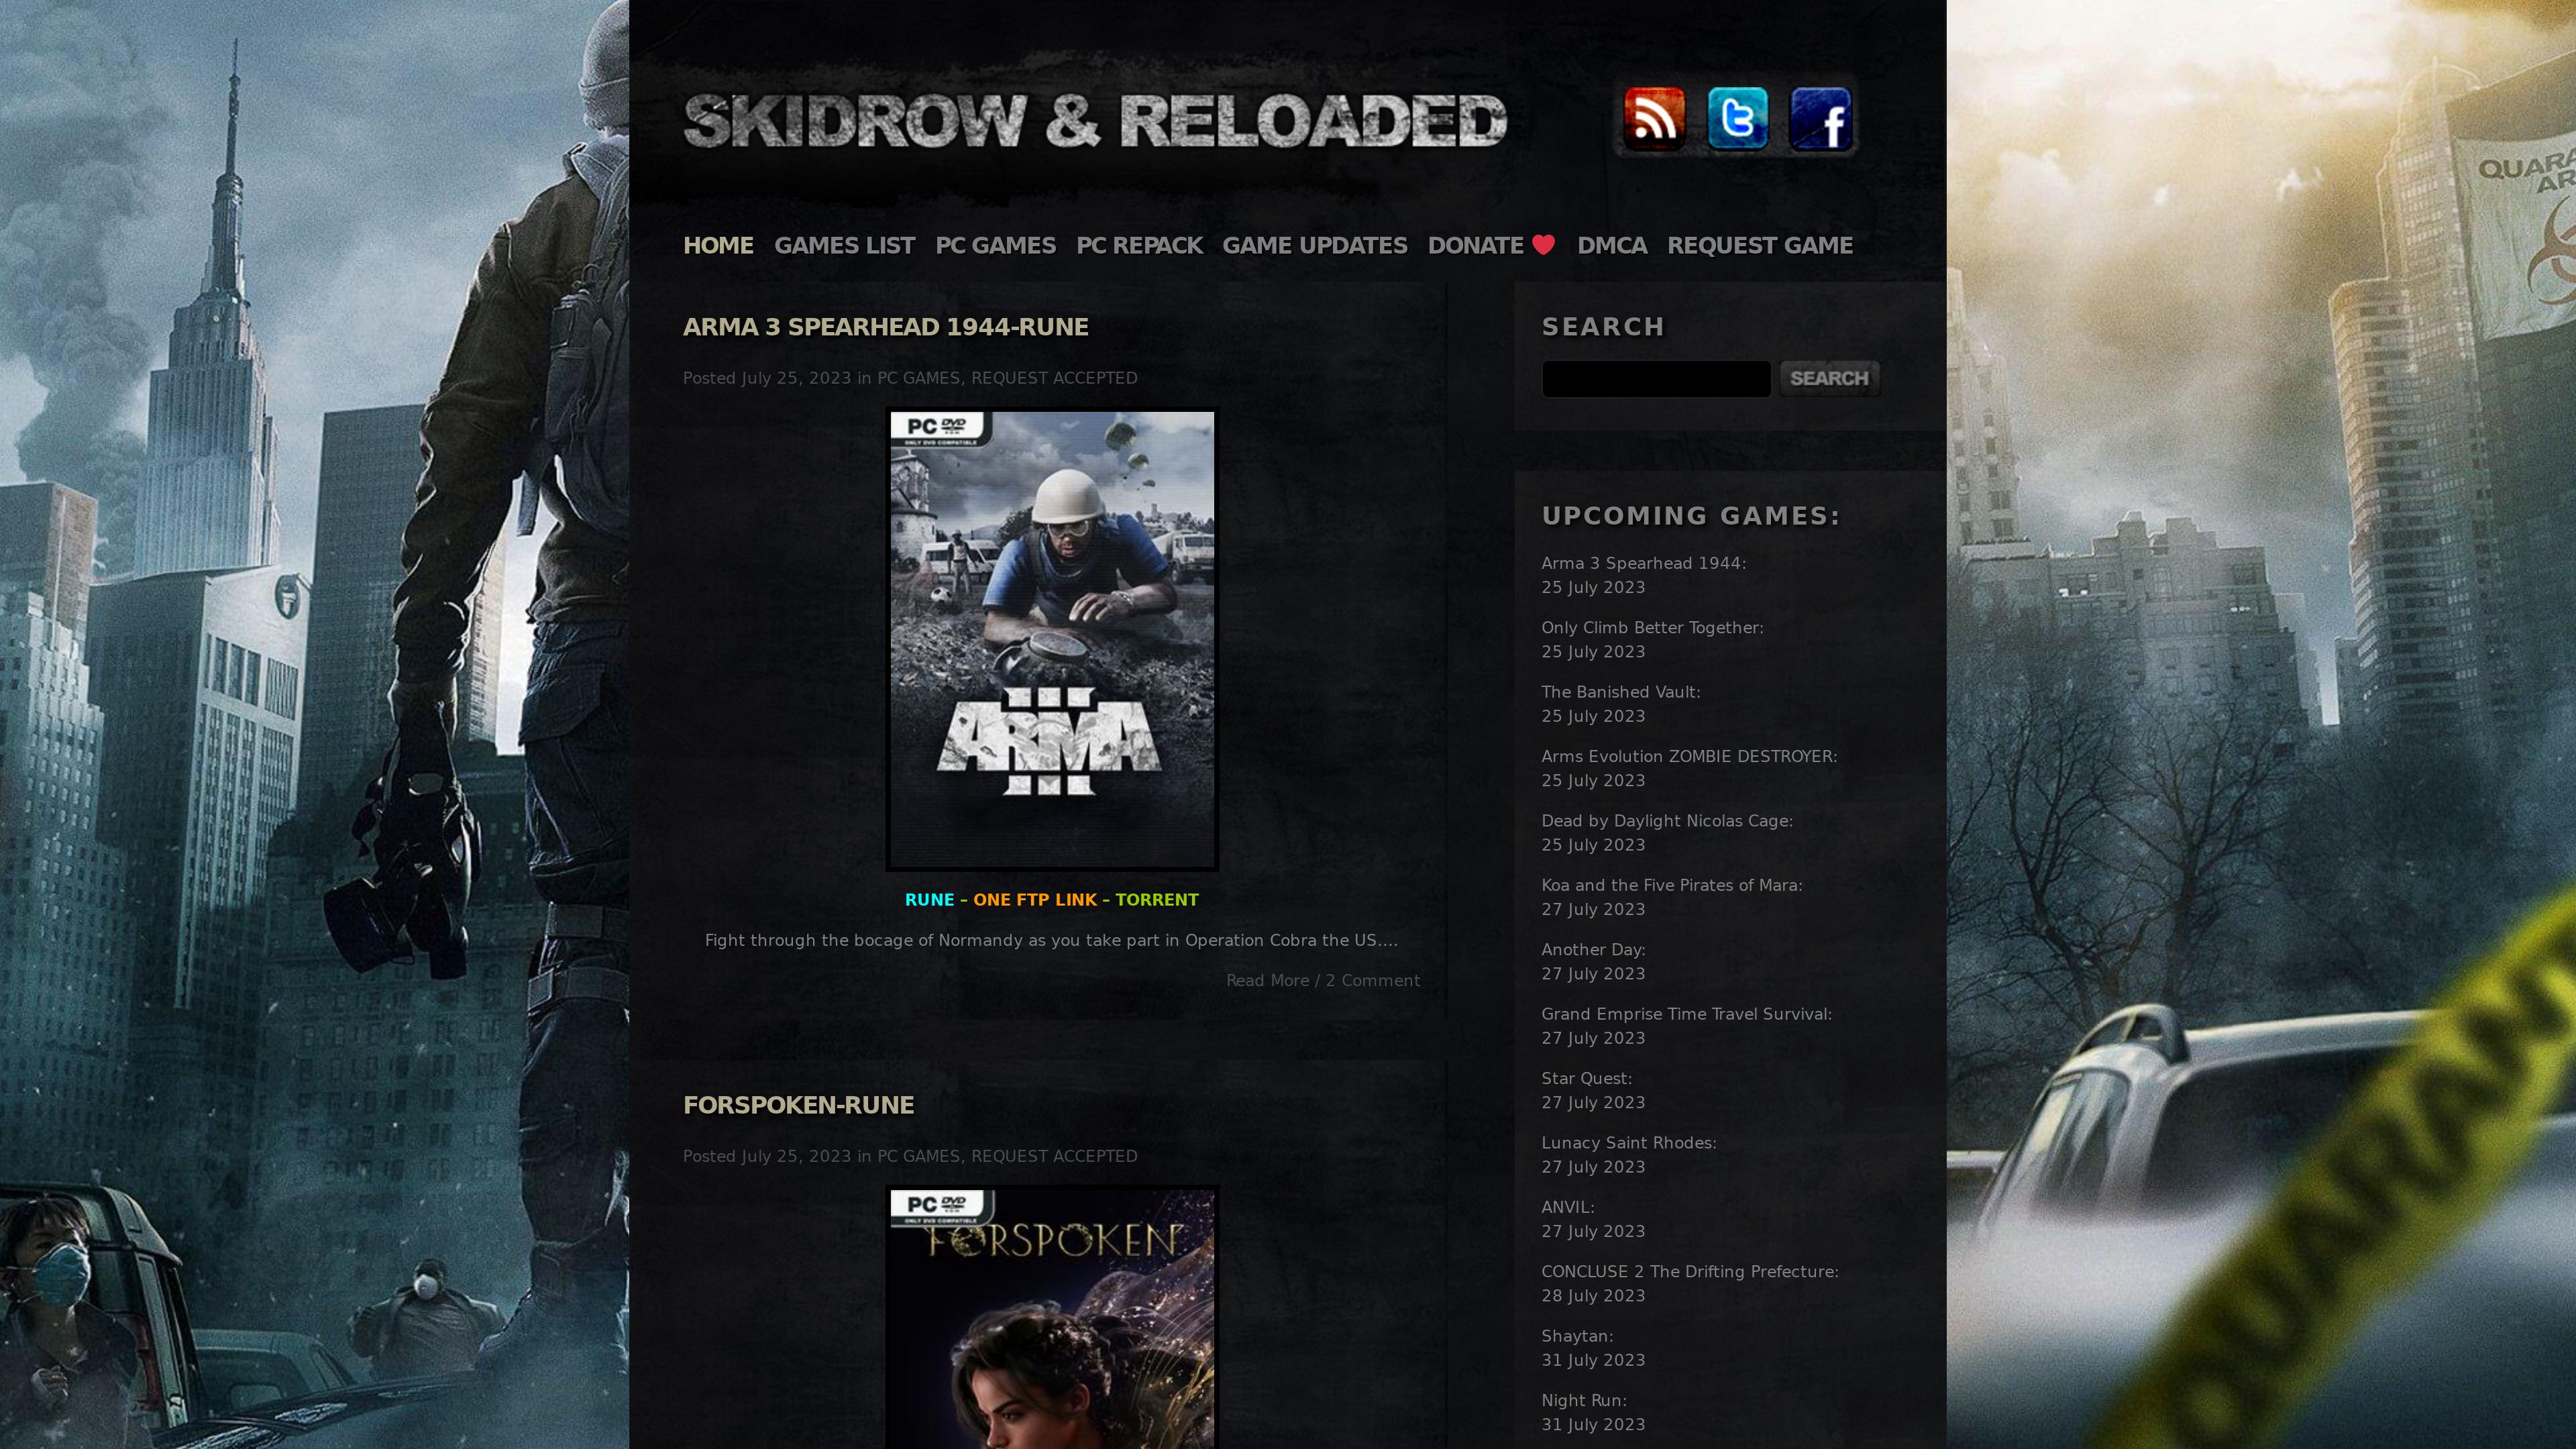 SKIDROW & RELOADED
HOME GAMES LIST PC GAMES PC REPACK GAME UPDATES DONATE ❤ DMCA REQUEST GAME
ARMA 3 SPEARHEAD 1944-RUNE
Posted July 25, 2023 in PC GAMES, REQUEST ACCEPTED
PC DVD ROM
ONLY DVD COMPATIBLE
III
ARMA
III
RUNE – ONE FTP LINK – TORRENT
Fight through the bocage of Normandy as you take part in Operation Cobra the US....
Read More / 2 Comment
FORSPOKEN-RUNE
Posted July 25, 2023 in PC GAMES, REQUEST ACCEPTED
PC DVD ROM
ONLY DVD COMPATIBLE
FORSPOKEN
SEARCH
SEARCH
UPCOMING GAMES:
Arma 3 Spearhead 1944:
25 July 2023
Only Climb Better Together:
25 July 2023
The Banished Vault:
25 July 2023
Arms Evolution ZOMBIE DESTROYER:
25 July 2023
Dead by Daylight Nicolas Cage:
25 July 2023
Koa and the Five Pirates of Mara:
27 July 2023
Another Day:
27 July 2023
Grand Emprise Time Travel Survival:
27 July 2023
Star Quest:
27 July 2023
Lunacy Saint Rhodes:
27 July 2023
ANVIL:
27 July 2023
CONCLUSE 2 The Drifting Prefecture:
28 July 2023
Shaytan:
31 July 2023
Night Run:
31 July 2023
QUARA
AR
QUARANT